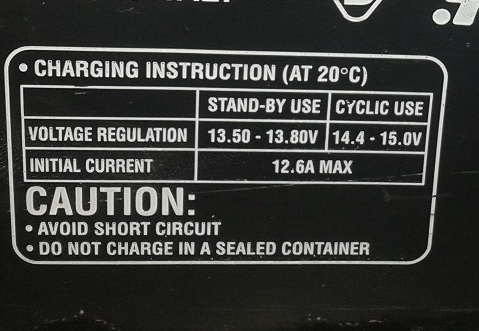 • CHARGING INSTRUCTION (AT 20°C)
STAND-BY USE CYCLIC USE
VOLTAGE REGULATION 13.50 - 13.80V 14.4 - 15.0V
INITIAL CURRENT 12.6A MAX
CAUTION:
• AVOID SHORT CIRCUIT
• DO NOT CHARGE IN A SEALED CONTAINER